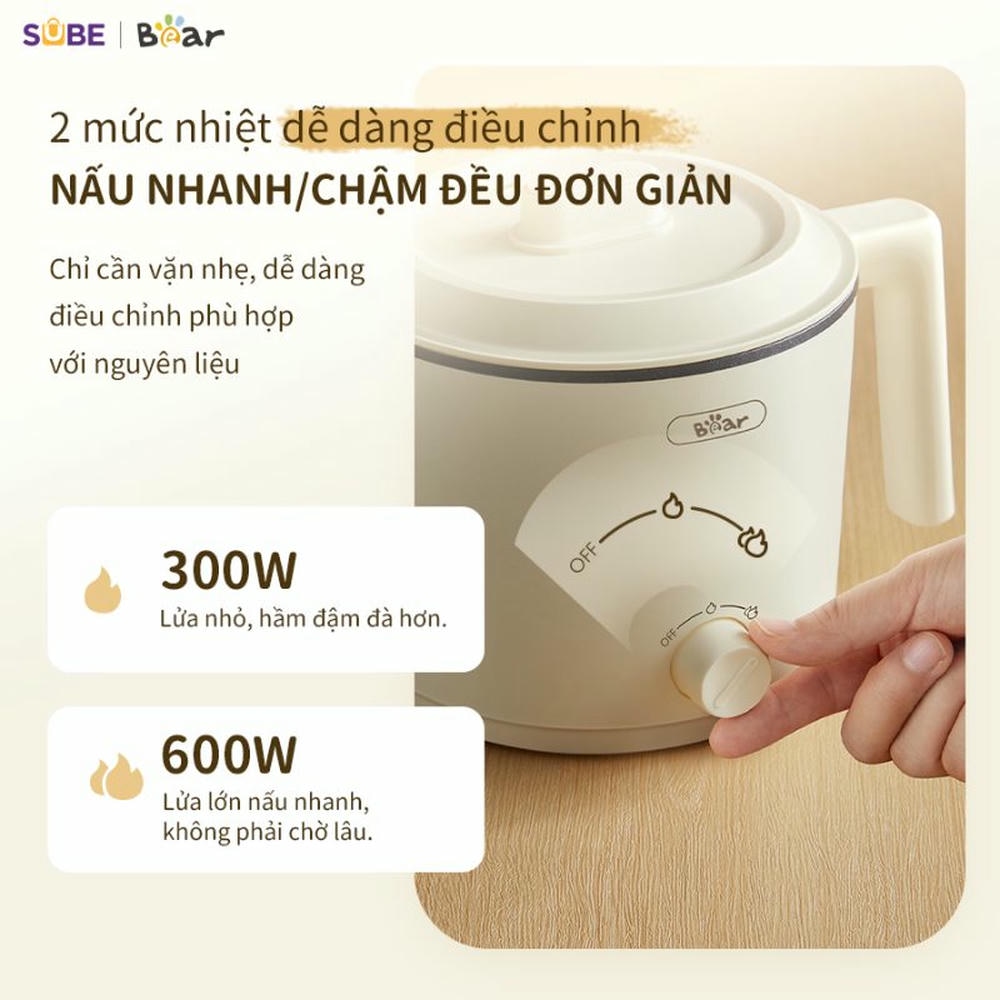 SUBE | Bear
2 mức nhiệt dễ dàng điều chỉnh
NẤU NHANH/CHẬM ĐỀU ĐƠN GIẢN
Chỉ cần vặn nhẹ, dễ dàng
điều chỉnh phù hợp
với nguyên liệu
Bear
OFF
OFF
300W
Lửa nhỏ, hầm đậm đà hơn.
600W
Lửa lớn nấu nhanh,
không phải chờ lâu.